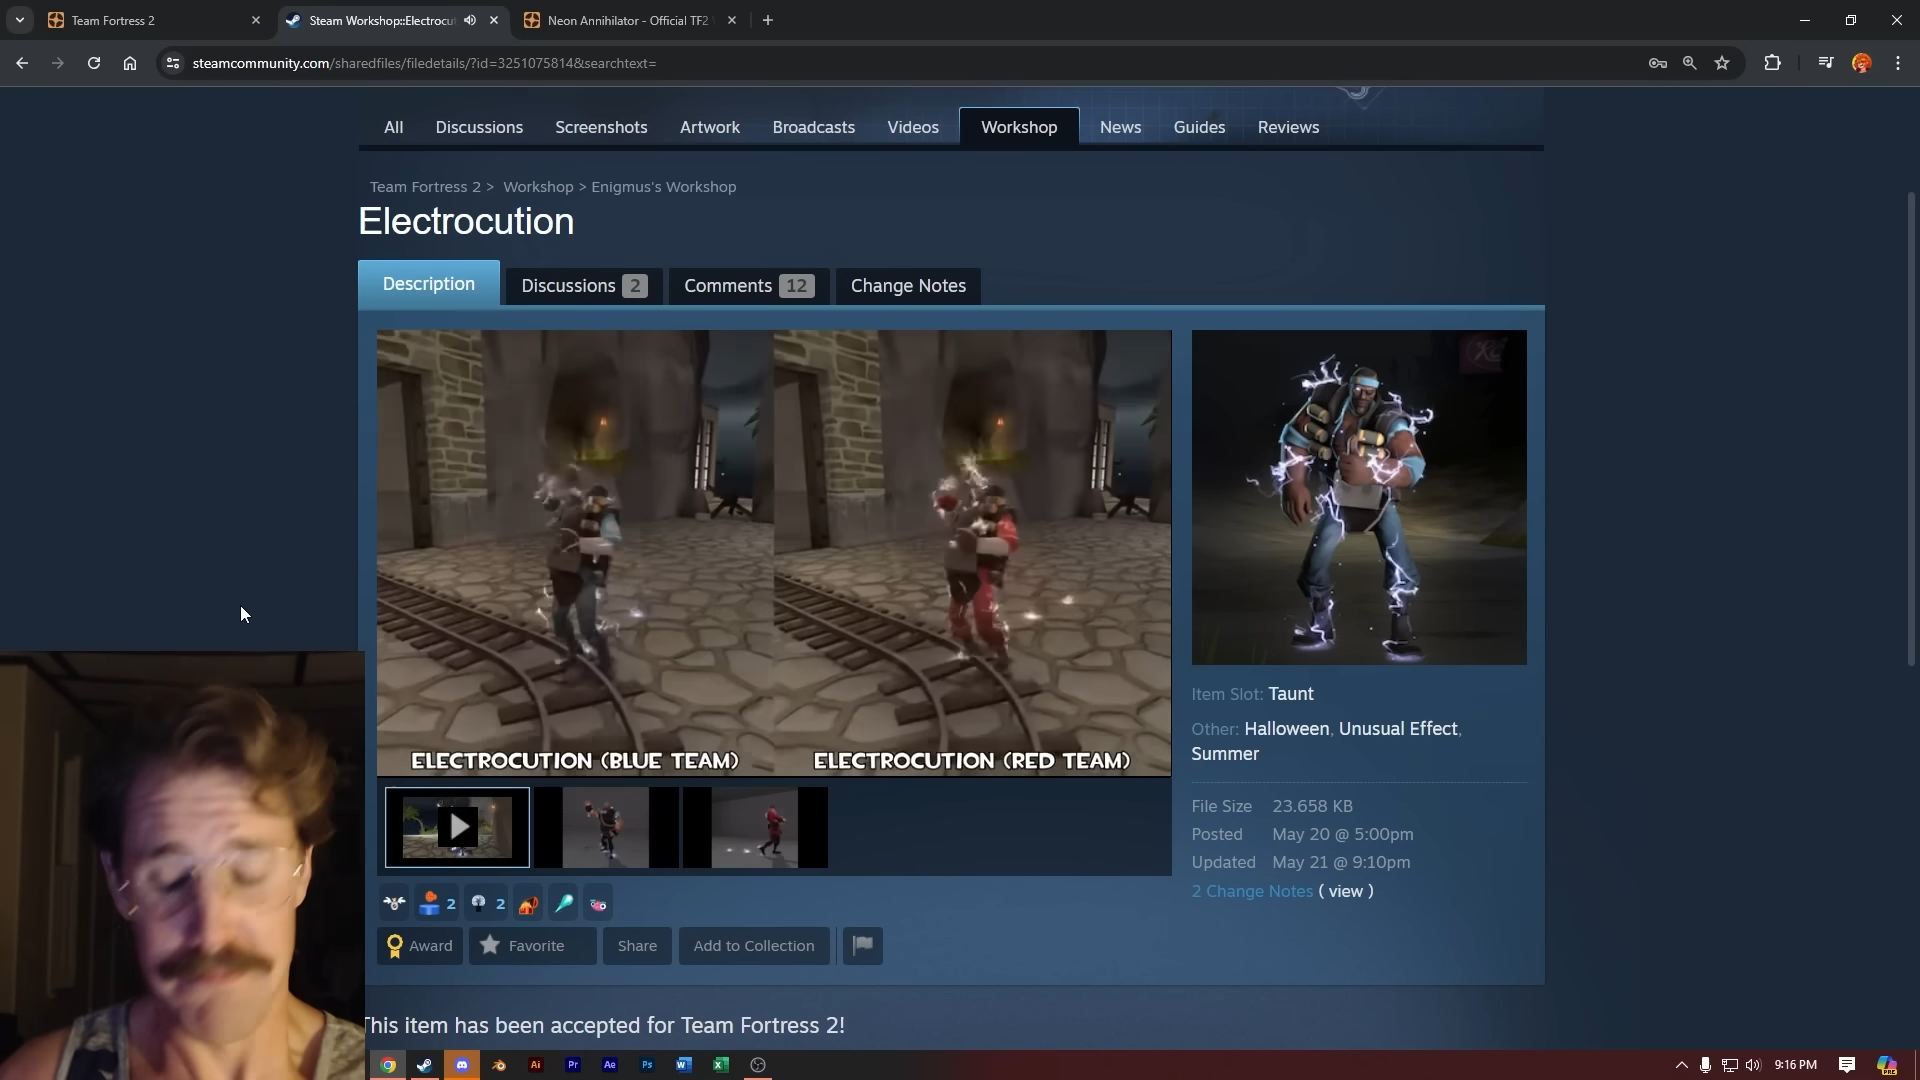 Team Fortress 2
Steam Workshop::Electrocut
Neon Annihilator - Official TF2
steamcommunity.com/sharedfiles/filedetails/?id=3251075814&searchtext=
All
Discussions
Screenshots
Artwork
Broadcasts
Videos
Workshop
News
Guides
Reviews
Team Fortress 2 > Workshop > Enigmus's Workshop
Electrocution
Description
Discussions 2
Comments 12
Change Notes
ELECTROCUTION (BLUE TEAM)
ELECTROCUTION (RED TEAM)
Item Slot: Taunt
Other: Halloween, Unusual Effect,
Summer
File Size 23.658 KB
Posted May 20 @ 5:00pm
Updated May 21 @ 9:10pm
2 Change Notes ( view )
2
2
Award
Favorite
Share
Add to Collection
This item has been accepted for Team Fortress 2!
Ai
Pr
Ae
Ps
W
X
9:16 PM